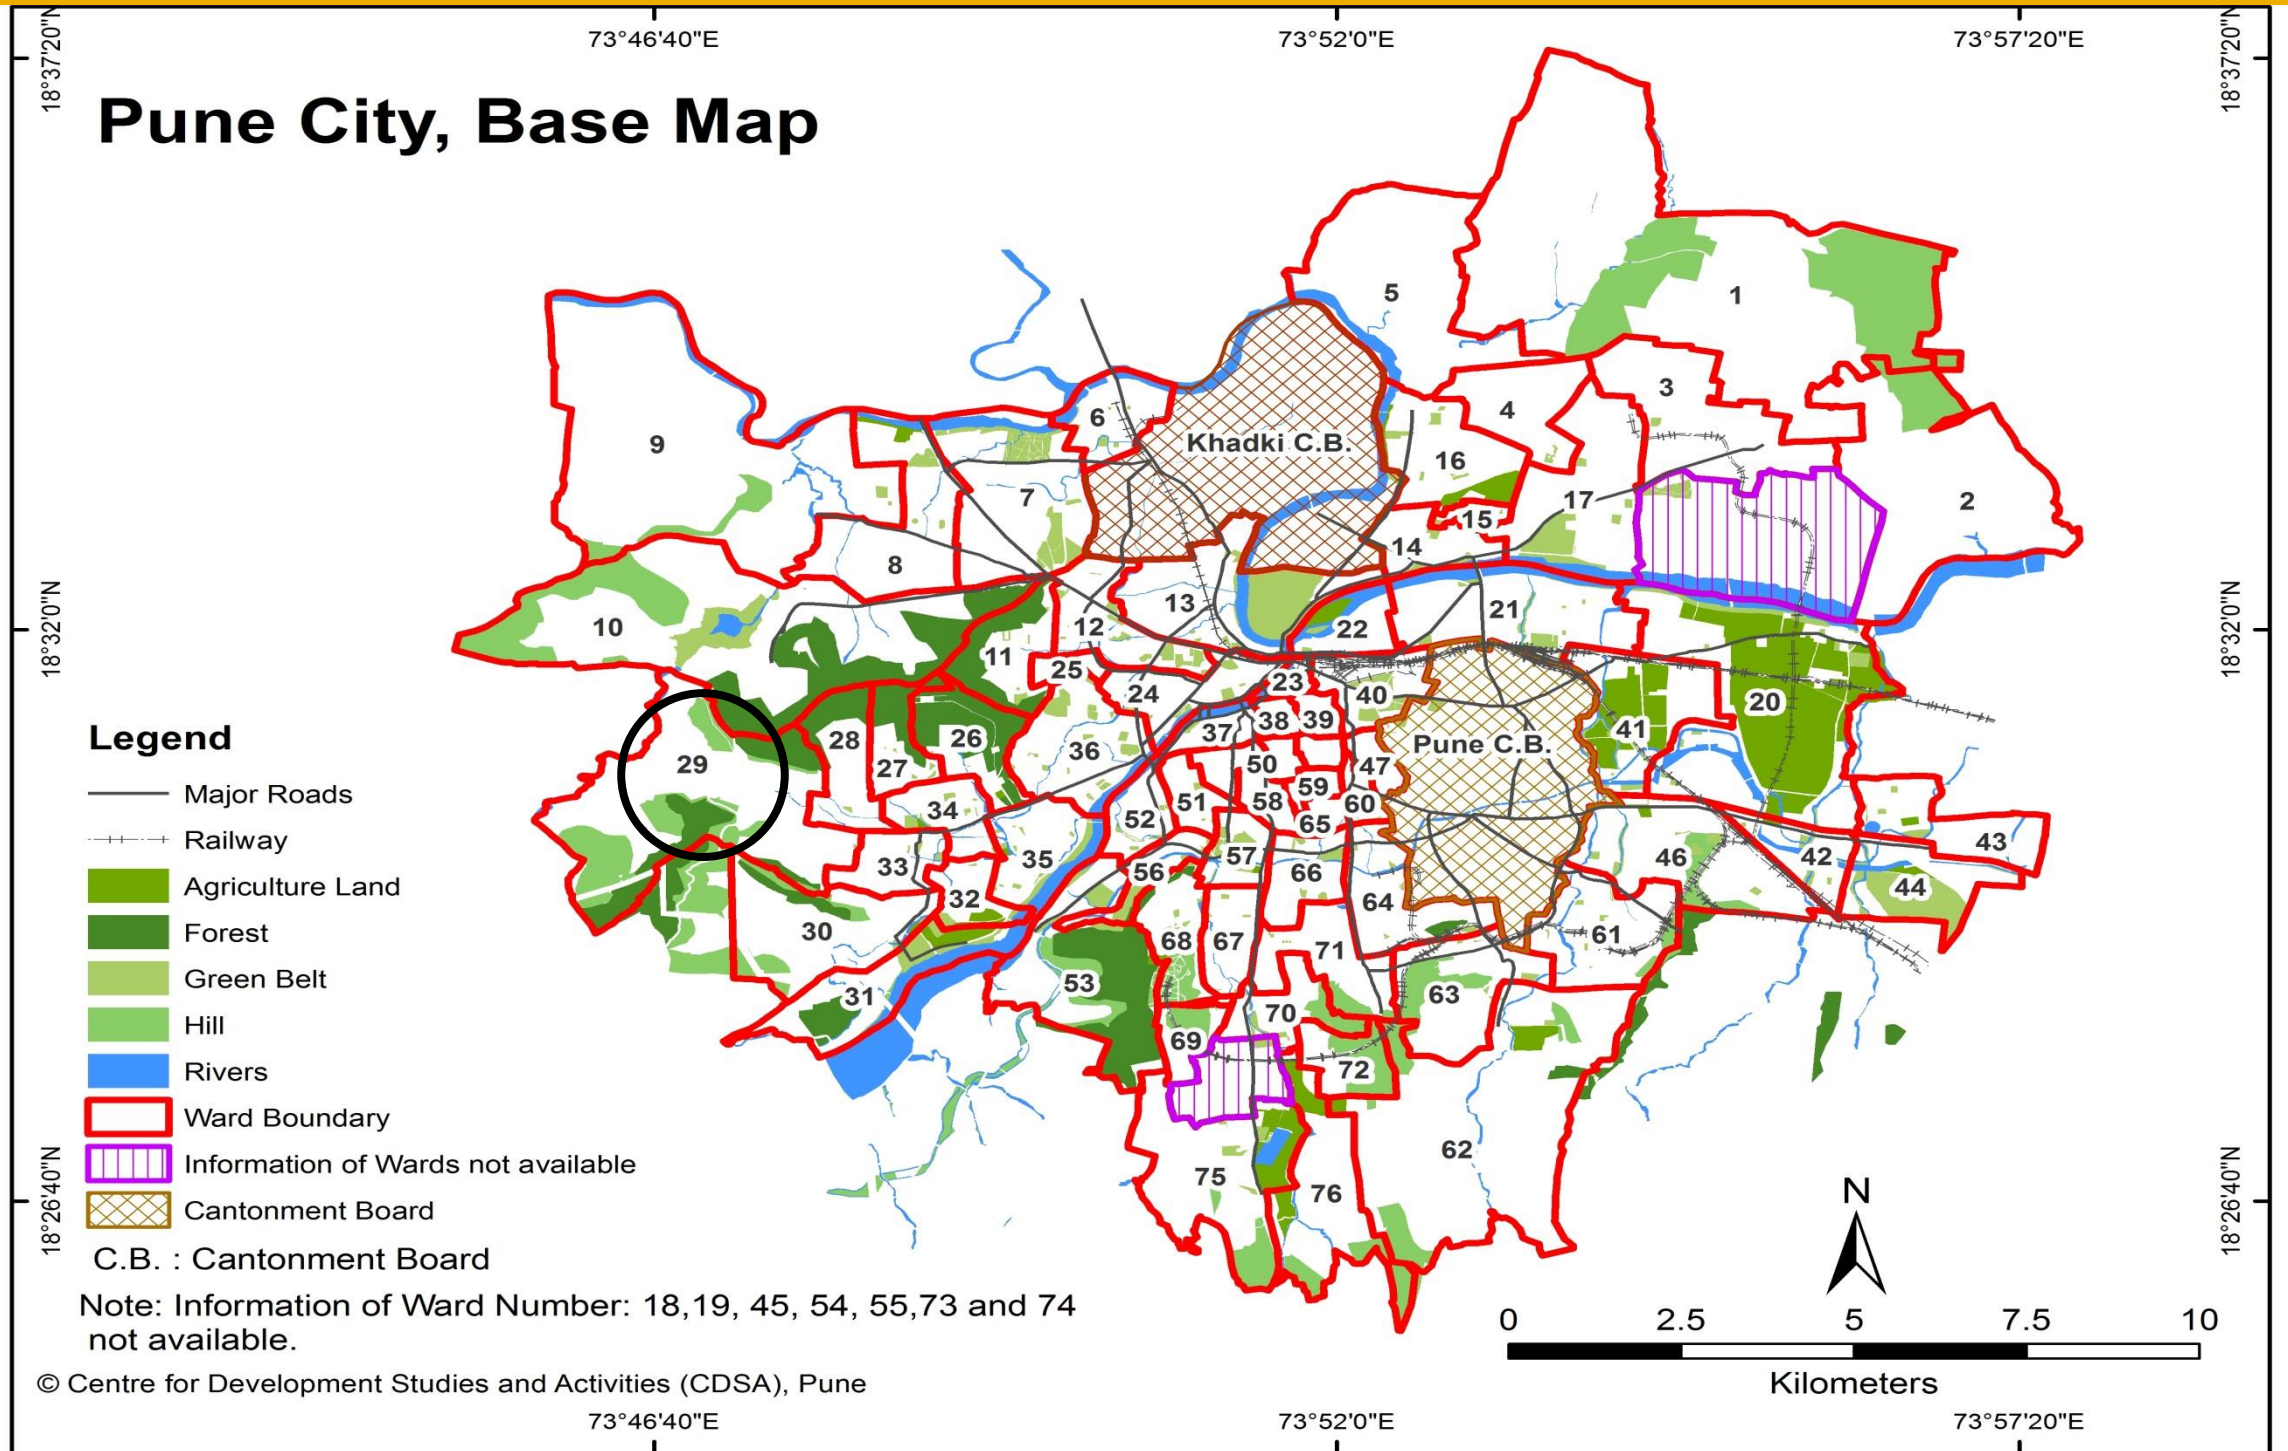 73°46'40"E 73°52'0"E 73°57'20"E
18°37'20"N 18°37'20"N
Pune City, Base Map
5
1
3
6
4
9
Khadki C.B.
16
7
17
2
15
14
8
13
21
10
12
22
18°32'0"N 18°32'0"N
11
25
23
24
40
20
38 39
37
41
28
26
36
Pune C.B.
29
27
50
47
59
51
58
60
34
52
65
43
57
46
42
35
33
56
66
44
32
64
30
68
67
61
71
53
31
63
70
69
72
62
75
76
Legend
Major Roads
Railway
Agriculture Land
Forest
Green Belt
Hill
Rivers
Ward Boundary
Information of Wards not available
Cantonment Board
C.B. : Cantonment Board
Note: Information of Ward Number: 18,19, 45, 54, 55,73 and 74
not available.
© Centre for Development Studies and Activities (CDSA), Pune
18°26'40"N 18°26'40"N
N
0 2.5 5 7.5 10
Kilometers
73°46'40"E 73°52'0"E 73°57'20"E